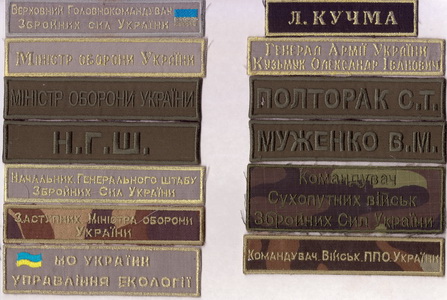 Верховний Головнокомандувач
Збройних Сил України
Міністр оборони України
МІНІСТР ОБОРОНИ УКРАЇНИ
Н.Г.Ш.
Начальник Генерального штабу
Збройних Сил України
Заступник Міністра оборони
України
МО УКРАЇНИ
УПРАВЛІННЯ ЕКОЛОГІЇ
Л. КУЧМА
Генерал Армії України
Кузьмук Олександр Іванович
ПОЛТОРАК С.Т.
МУЖЕНКО В.М.
Командувач
Сухопутних військ
Збройних Сил України
Командувач Військ ППО України